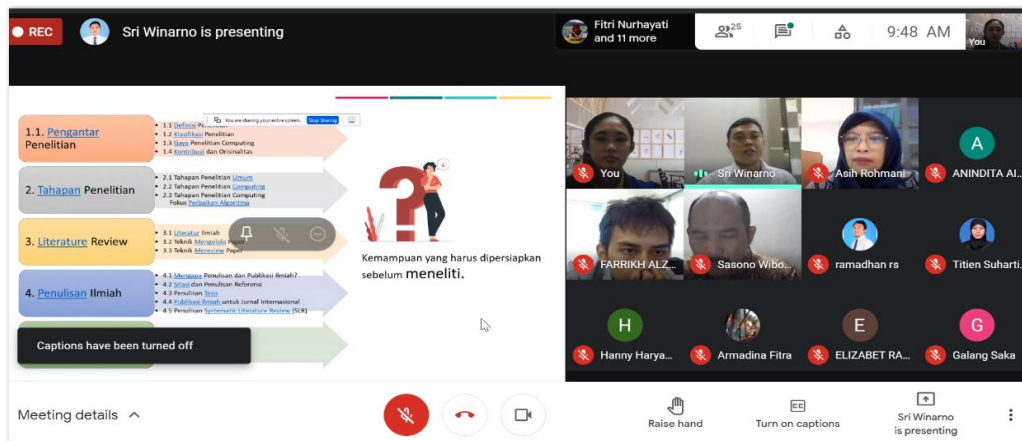 REC
Sri Winarno is presenting
Fitri Nurhayati
and 11 more
25
9:48 AM
You
You are sharing your entire screen.
Stop Sharing
1.1. Pengantar
Penelitian
• 1.1 Definisi
• 1.2 Klasifikasi Penelitian
• 1.3 Gaya Penelitian Computing
• 1.4 Kontribusi dan Orisinalitas
2. Tahapan Penelitian
• 2.1 Tahapan Penelitian Umum
• 2.2 Tahapan Penelitian Computing
• 2.3 Tahapan Penelitian Computing
Fokus Perbaikan Algoritma
3. Literature Review
• 3.1 Literatur Ilmiah
• 3.2 Teknik Mengelola Paper
• 3.3 Teknik Mereview Paper
4. Penulisan Ilmiah
• 4.1 Mengapa Penulisan dan Publikasi Ilmiah?
• 4.2 Sitasi dan Penulisan Referensi
• 4.3 Penulisan Tesis
• 4.4 Publikasi Ilmiah untuk Jurnal Internasional
• 4.5 Penulisan Systematic Literature Review (SLR)
Kemampuan yang harus dipersiapkan
sebelum meneliti.
Captions have been turned off
You
Sri Winarno
Asih Rohmani
A
ANINDITA AI...
FARRIKH ALZ...
Sasono Wibo...
ramadhan rs
Titien Suharti...
H
Hanny Harya...
Armadina Fitra
E
ELIZABET RA...
G
Galang Saka
Meeting details
Raise hand
CC
Turn on captions
Sri Winarno
is presenting